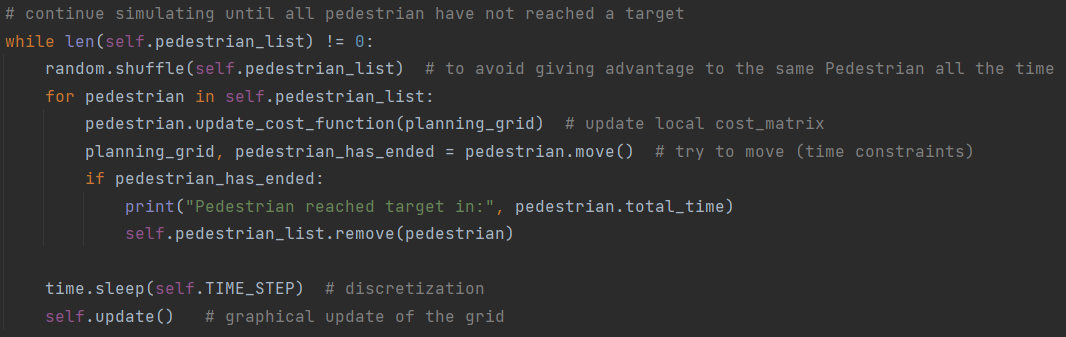 # continue simulating until all pedestrian have not reached a target
while len(self.pedestrian_list) != 0:
    random.shuffle(self.pedestrian_list)  # to avoid giving advantage to the same Pedestrian all the time
    for pedestrian in self.pedestrian_list:
        pedestrian.update_cost_function(planning_grid)  # update local cost_matrix
        planning_grid, pedestrian_has_ended = pedestrian.move()  # try to move (time constraints)
        if pedestrian_has_ended:
            print("Pedestrian reached target in:", pedestrian.total_time)
            self.pedestrian_list.remove(pedestrian)

    time.sleep(self.TIME_STEP)  # discretization
    self.update()   # graphical update of the grid